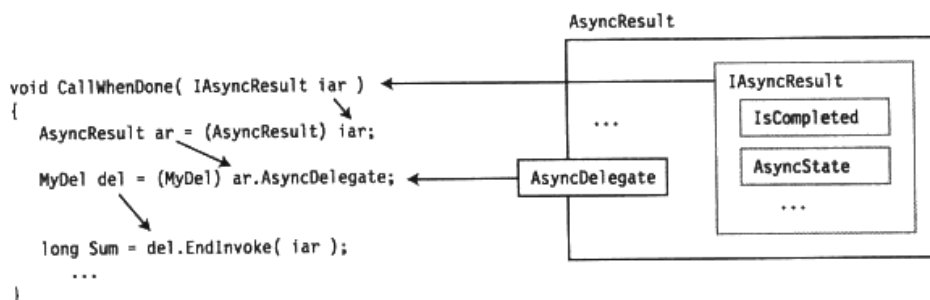 AsyncResult
void CallWhenDone( IAsyncResult iar )
{
AsyncResult ar = (AsyncResult) iar;
MyDel del = (MyDel) ar.AsyncDelegate;
long Sum = del.EndInvoke( iar );
...
}
IAsyncResult
IsCompleted
...
AsyncState
AsyncDelegate
...